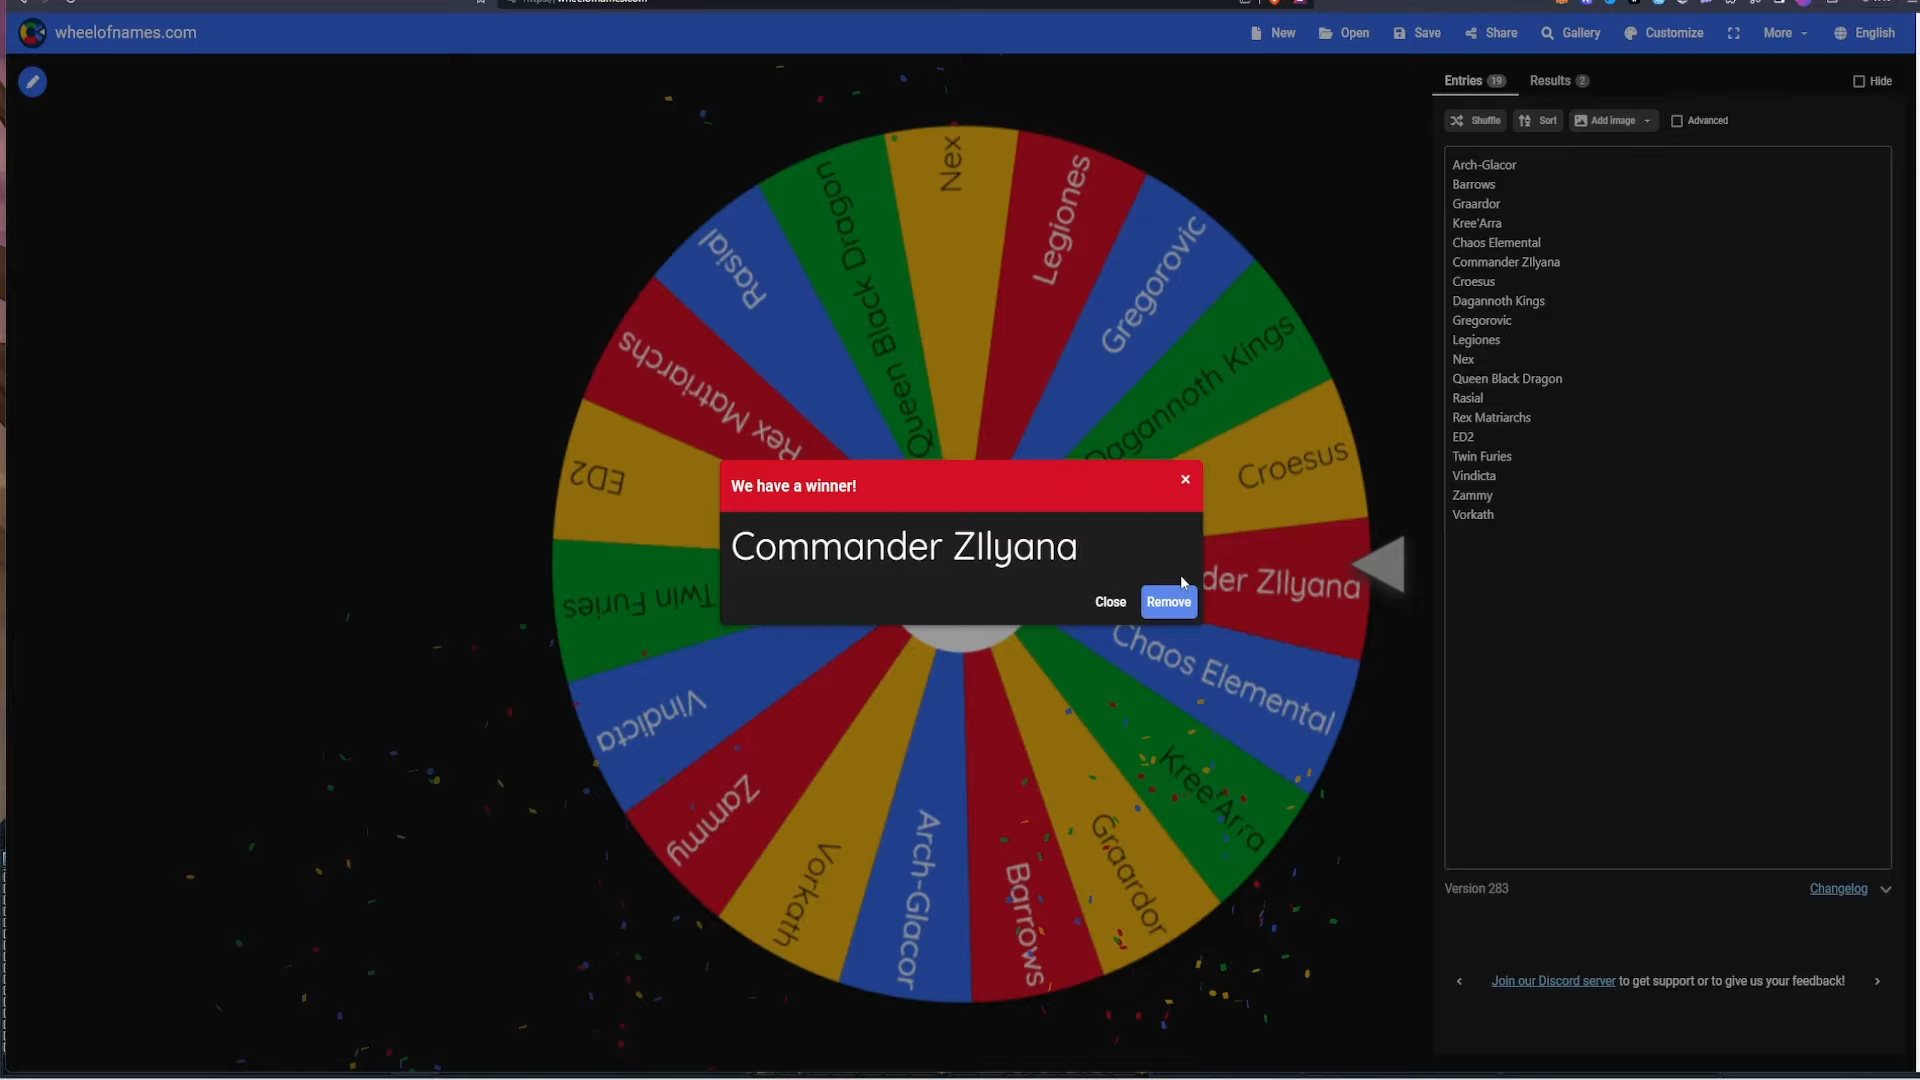 wheelofnames.com
New
Open
Save
Share
Gallery
Customize
More
English
Entries 19
Results 2
Hide
Shuffle
Sort
Add image
Advanced
Arch-Glacor
Barrows
Graardor
Kree'Arra
Chaos Elemental
Commander ZIlyana
Croesus
Dagannoth Kings
Gregorovic
Legiones
Nex
Queen Black Dragon
Rasial
Rex Matriarchs
ED2
Twin Furies
Vindicta
Zammy
Vorkath
Nex
Legiones
Gregorovic
Dagannoth Kings
Croesus
der ZIlyana
Chaos Elemental
Kree'Arra
Graardor
Barrows
Arch-Glacor
Vorkath
Zammy
Vindicta
Twin Furies
ED2
Rex Matriarchs
Rasial
Queen Black Dragon
We have a winner!
×
Commander ZIlyana
Close
Remove
Version 283
Changelog
Join our Discord server to get support or to give us your feedback!